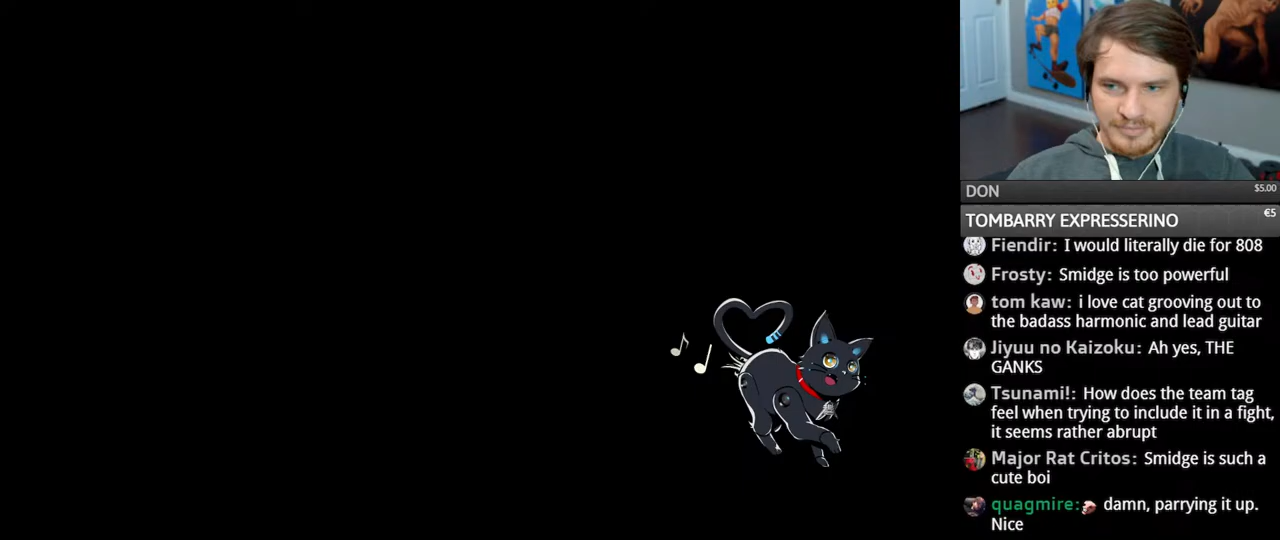 DON $5.00
TOMBARRY EXPRESSERINO €5
Fiendir: I would literally die for 808
Frosty: Smidge is too powerful
tom kaw: i love cat grooving out to
the badass harmonic and lead guitar
Jiyuu no Kaizoku: Ah yes, THE
GANKS
Tsunami!: How does the team tag
feel when trying to include it in a fight,
it seems rather abrupt
Major Rat Critos: Smidge is such a
cute boi
quagmire: damn, parrying it up.
Nice